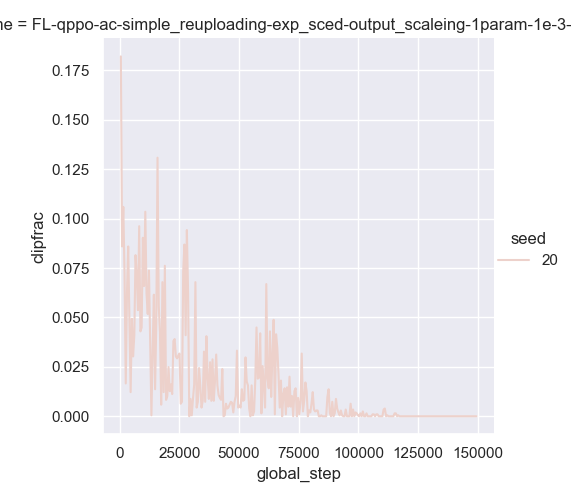 ne = FL-qppo-ac-simple_reuploading-exp_sced-output_scaleing-1param-1e-3-
0.175
0.150
0.125
0.100
0.075
0.050
0.025
0.000
dipfrac
seed
20
0 25000 50000 75000 100000 125000 150000
global_step